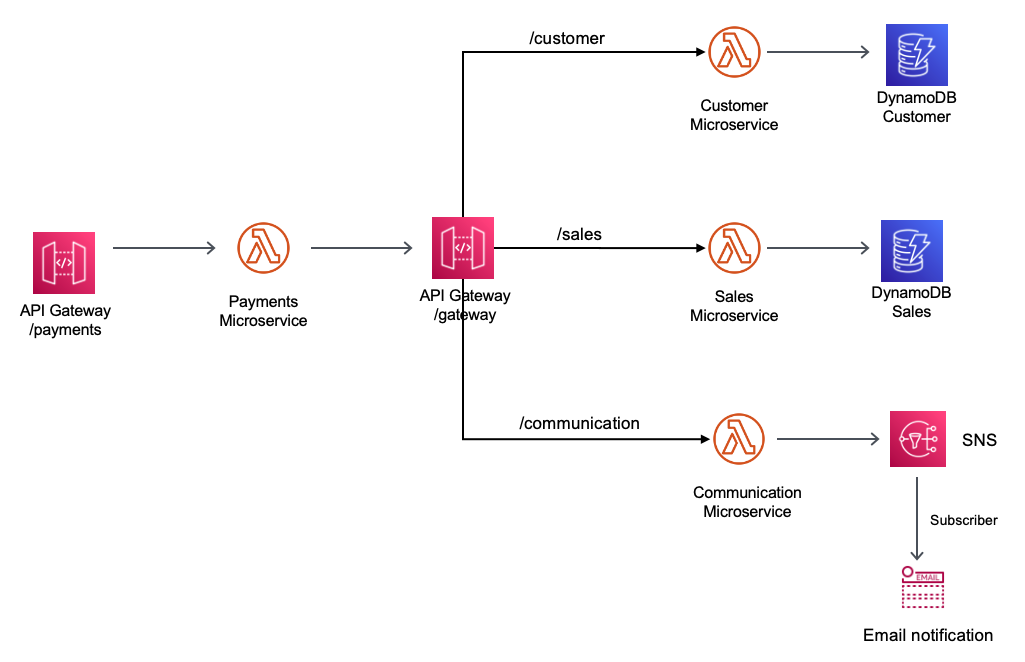 /customer
Customer
Microservice
DynamoDB
Customer
</>
API Gateway
/payments
Payments
Microservice
</>
API Gateway
/gateway
/sales
Sales
Microservice
DynamoDB
Sales
/communication
Communication
Microservice
SNS
Subscriber
EMAIL
Email notification